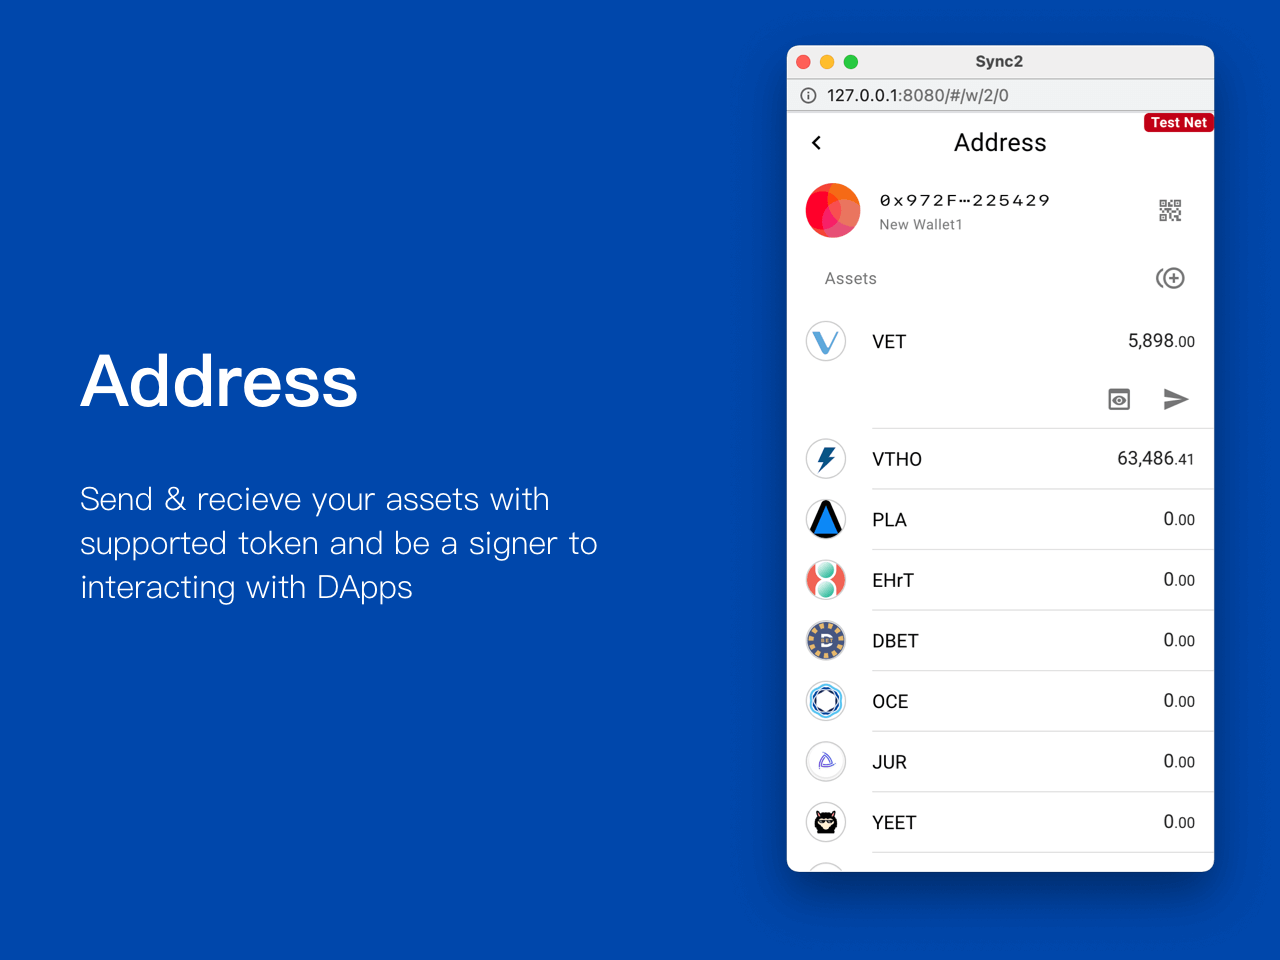 Address
Send & recieve your assets with
supported token and be a signer to
interacting with DApps
Sync2
127.0.0.1:8080/#/w/2/0
Test Net
Address
0x972F…225429
New Wallet1
Assets
VET 5,898.00
VTHO 63,486.41
PLA 0.00
EHrT 0.00
DBET 0.00
OCE 0.00
JUR 0.00
YEET 0.00